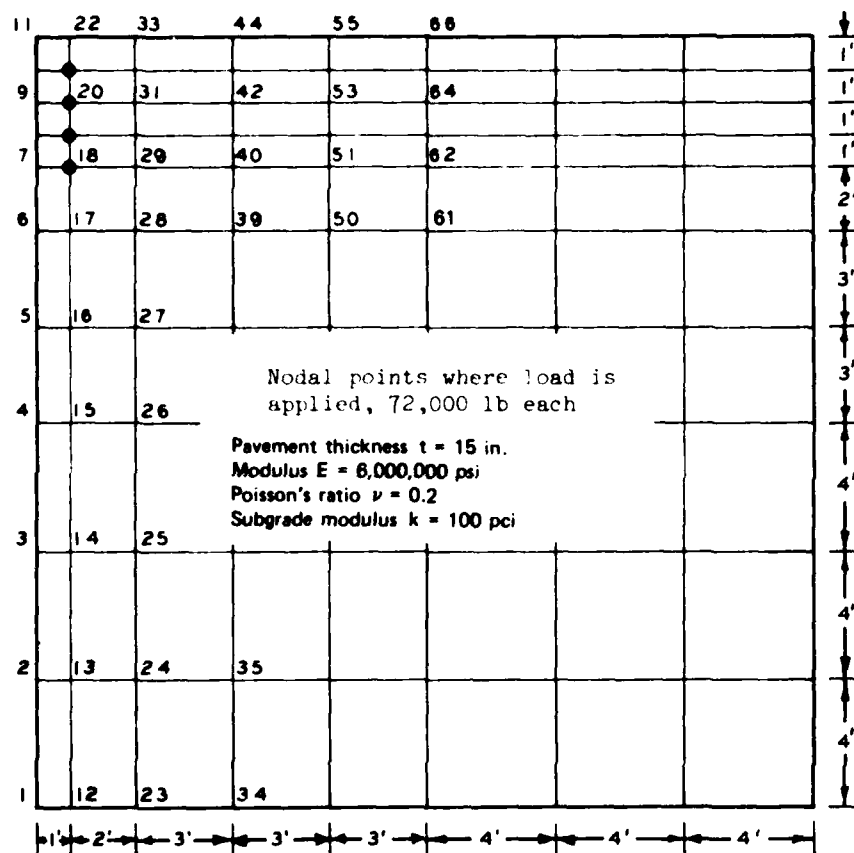 11 22 33 44 55 66
1'
9 20 31 42 53 64
1'
1'
7 18 29 40 51 62
1'
2'
6 17 28 39 50 61
3'
5 16 27
3'
Nodal points where load is
applied, 72,000 lb each
4 15 26
Pavement thickness t = 15 in.
Modulus E = 6,000,000 psi
Poisson's ratio ν = 0.2
Subgrade modulus k = 100 pci
4'
3 14 25
4'
2 13 24 35
4'
1 12 23 34
1' 2' 3' 3' 3' 4' 4' 4'